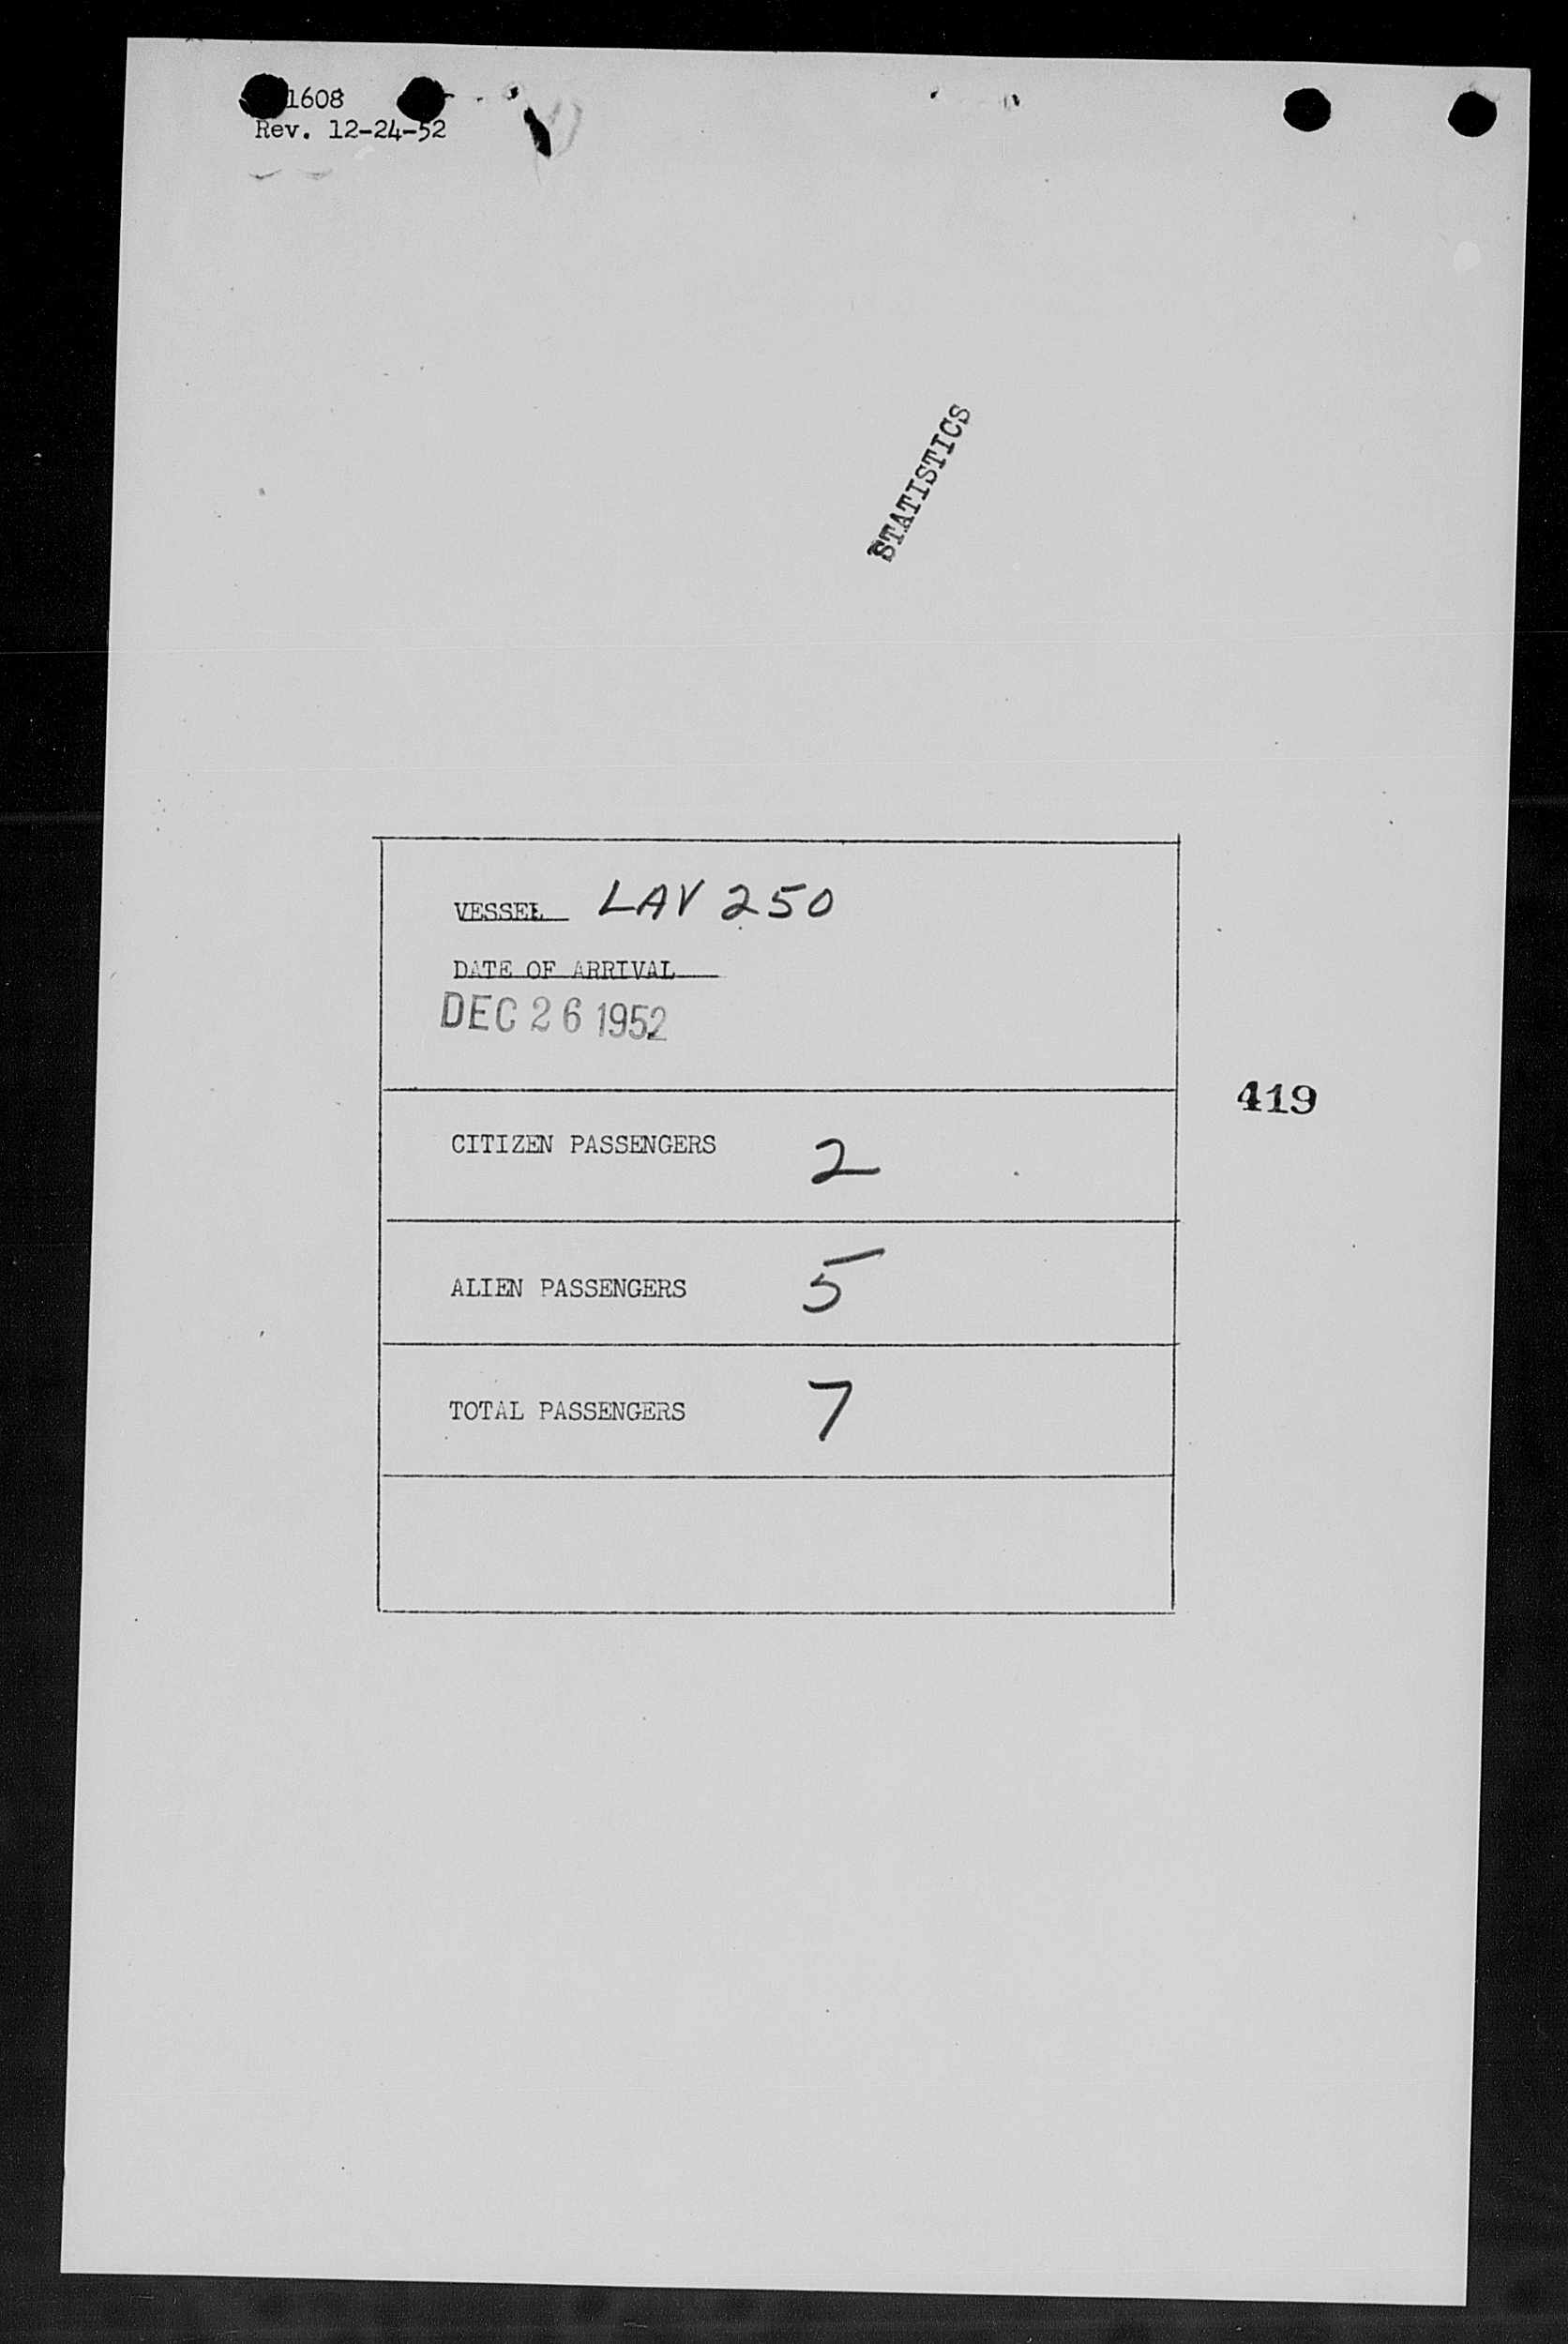 1608
Rev. 12-24-52
STATISTICS
VESSEL LAV 250
DATE OF ARRIVAL
DEC 26 1952
419
CITIZEN PASSENGERS 2
ALIEN PASSENGERS 5
TOTAL PASSENGERS 7